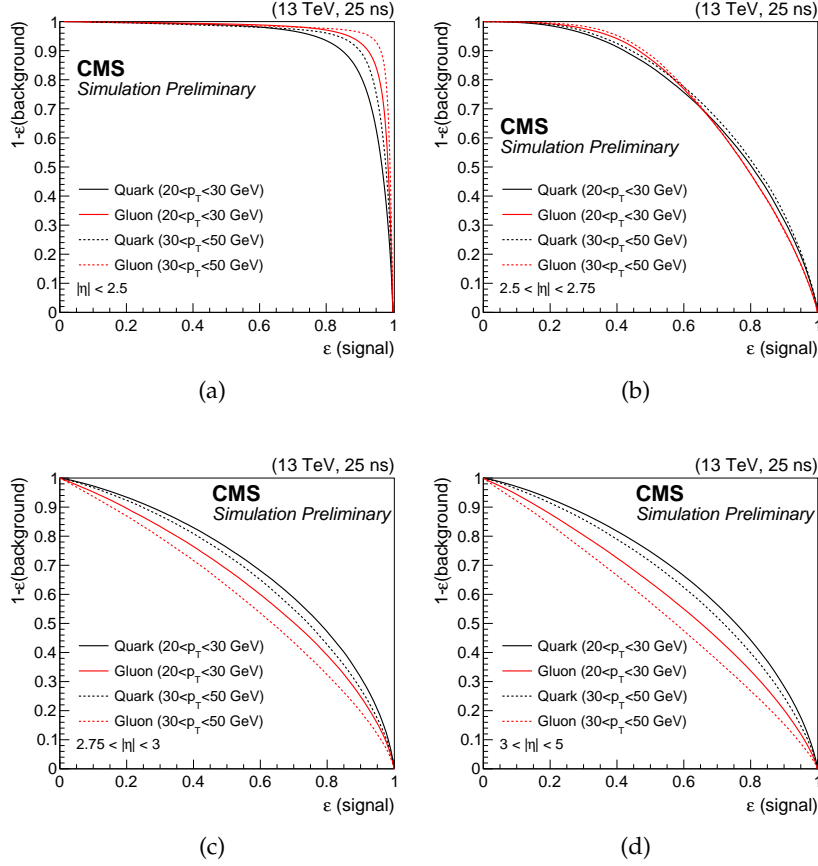 (13 TeV, 25 ns)
1-ε(background)
1
0.9
0.8
0.7
0.6
0.5
0.4
0.3
0.2
0.1
0
CMS
Simulation Preliminary
Quark (20<p_T<30 GeV)
Gluon (20<p_T<30 GeV)
Quark (30<p_T<50 GeV)
Gluon (30<p_T<50 GeV)
|η| < 2.5
0 0.2 0.4 0.6 0.8 1
ε (signal)
(a)
(13 TeV, 25 ns)
1-ε(background)
1
0.9
0.8
0.7
0.6
0.5
0.4
0.3
0.2
0.1
0
CMS
Simulation Preliminary
Quark (20<p_T<30 GeV)
Gluon (20<p_T<30 GeV)
Quark (30<p_T<50 GeV)
Gluon (30<p_T<50 GeV)
2.5 < |η| < 2.75
0 0.2 0.4 0.6 0.8 1
ε (signal)
(b)
(13 TeV, 25 ns)
1-ε(background)
1
0.9
0.8
0.7
0.6
0.5
0.4
0.3
0.2
0.1
0
CMS
Simulation Preliminary
Quark (20<p_T<30 GeV)
Gluon (20<p_T<30 GeV)
Quark (30<p_T<50 GeV)
Gluon (30<p_T<50 GeV)
2.75 < |η| < 3
0 0.2 0.4 0.6 0.8 1
ε (signal)
(c)
(13 TeV, 25 ns)
1-ε(background)
1
0.9
0.8
0.7
0.6
0.5
0.4
0.3
0.2
0.1
0
CMS
Simulation Preliminary
Quark (20<p_T<30 GeV)
Gluon (20<p_T<30 GeV)
Quark (30<p_T<50 GeV)
Gluon (30<p_T<50 GeV)
3 < |η| < 5
0 0.2 0.4 0.6 0.8 1
ε (signal)
(d)